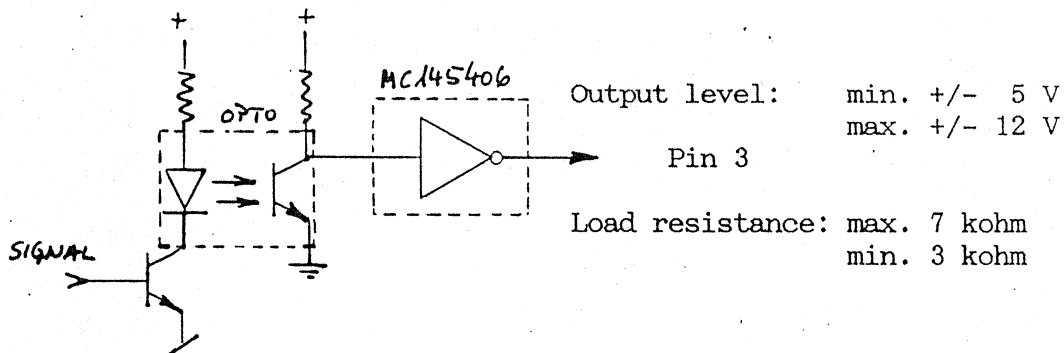 + +
MC145406
OPTO
SIGNAL
Output level: min. +/- 5 V
max. +/- 12 V
Pin 3
Load resistance: max. 7 kohm
min. 3 kohm